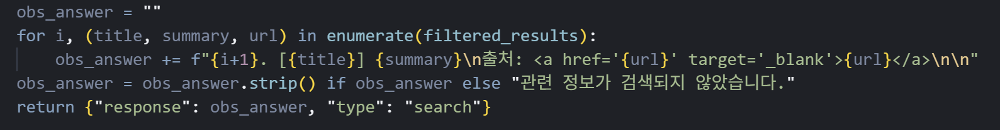 obs_answer = ""
for i, (title, summary, url) in enumerate(filtered_results):
    obs_answer += f"{i+1}. [{title}] {summary}\n출처: <a href='{url}' target='_blank'>{url}</a>\n\n"
obs_answer = obs_answer.strip() if obs_answer else "관련 정보가 검색되지 않았습니다."
return {"response": obs_answer, "type": "search"}